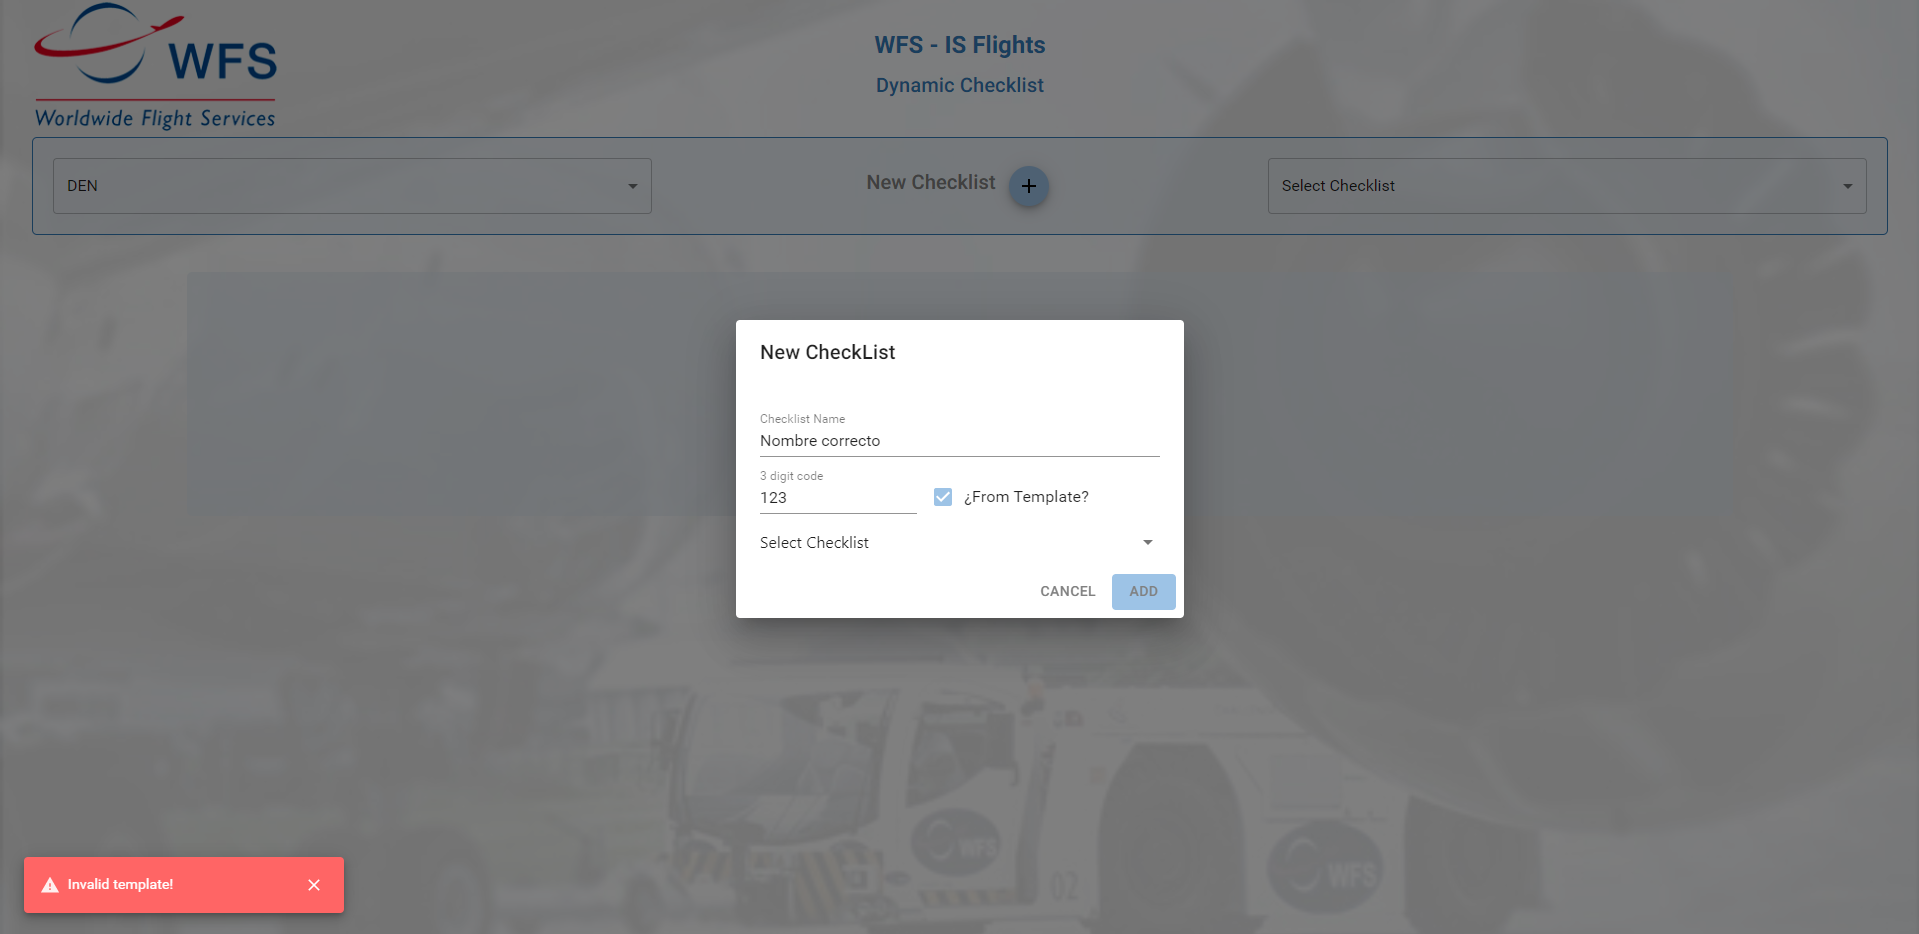 WFS
Worldwide Flight Services
WFS - IS Flights
Dynamic Checklist
DEN
New Checklist
Select Checklist
New CheckList
Checklist Name
Nombre correcto
3 digit code
123
¿From Template?
Select Checklist
CANCEL
ADD
WFS
02
WFS
Invalid template!